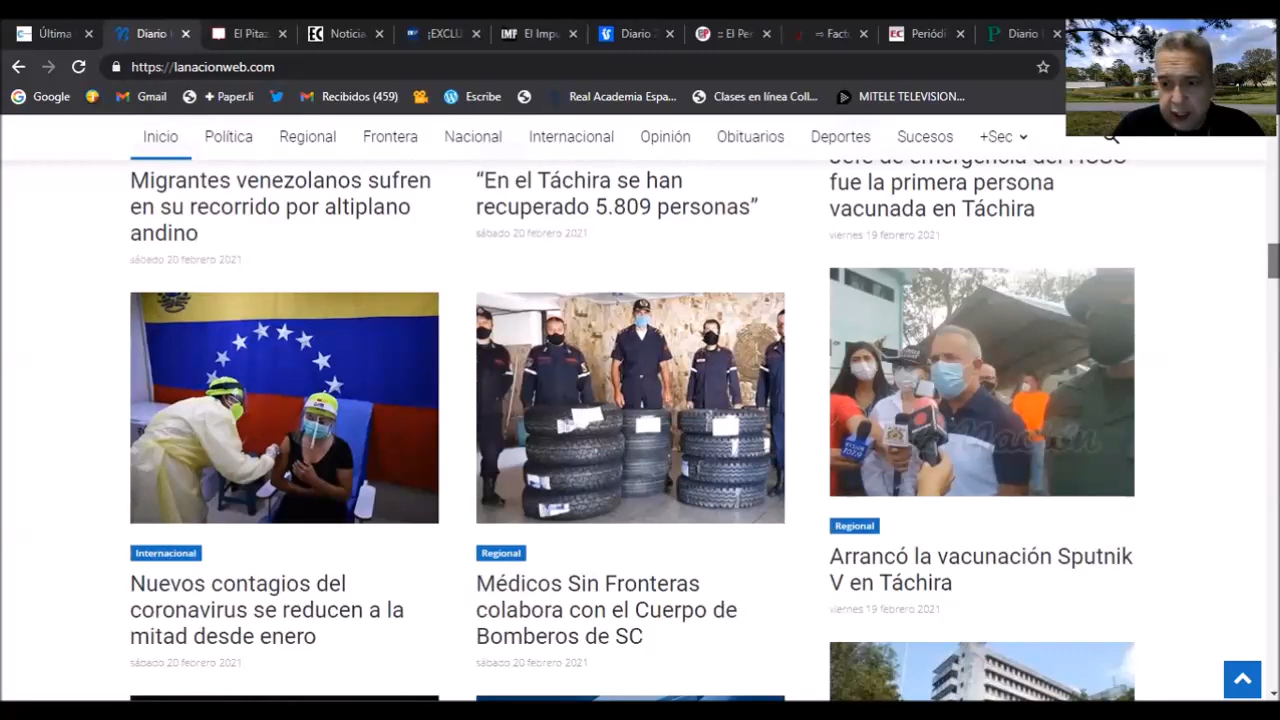 Última
Diario
El Pitaz
Noticia
¡EXCLU
El Imp
Diario
:: El Per
⇝ Factu
Periódi
Diario
https://lanacionweb.com
Google
Gmail
+ Paper.li
Recibidos (459)
Escribe
Real Academia Espa...
Clases en línea Coll...
MITELE TELEVISION...
Inicio
Política
Regional
Frontera
Nacional
Internacional
Opinión
Obituarios
Deportes
Sucesos
+Sec
Migrantes venezolanos sufren
en su recorrido por altiplano
andino
sábado 20 febrero 2021
“En el Táchira se han
recuperado 5.809 personas”
sábado 20 febrero 2021
fue la primera persona
vacunada en Táchira
viernes 19 febrero 2021
Internacional
Nuevos contagios del
coronavirus se reducen a la
mitad desde enero
sábado 20 febrero 2021
Regional
Médicos Sin Fronteras
colabora con el Cuerpo de
Bomberos de SC
sábado 20 febrero 2021
Regional
Arrancó la vacunación Sputnik
V en Táchira
viernes 19 febrero 2021